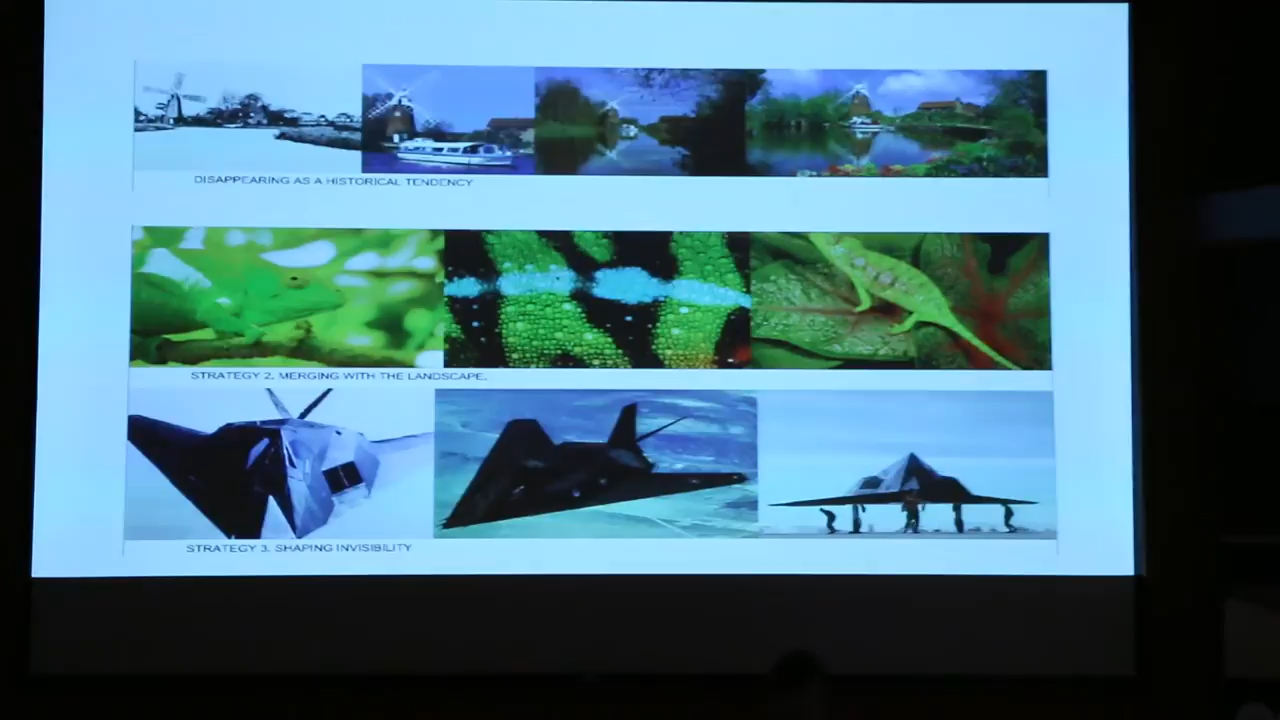 DISAPPEARING AS A HISTORICAL TENDENCY
STRATEGY 2. MERGING WITH THE LANDSCAPE.
STRATEGY 3. SHAPING INVISIBILITY